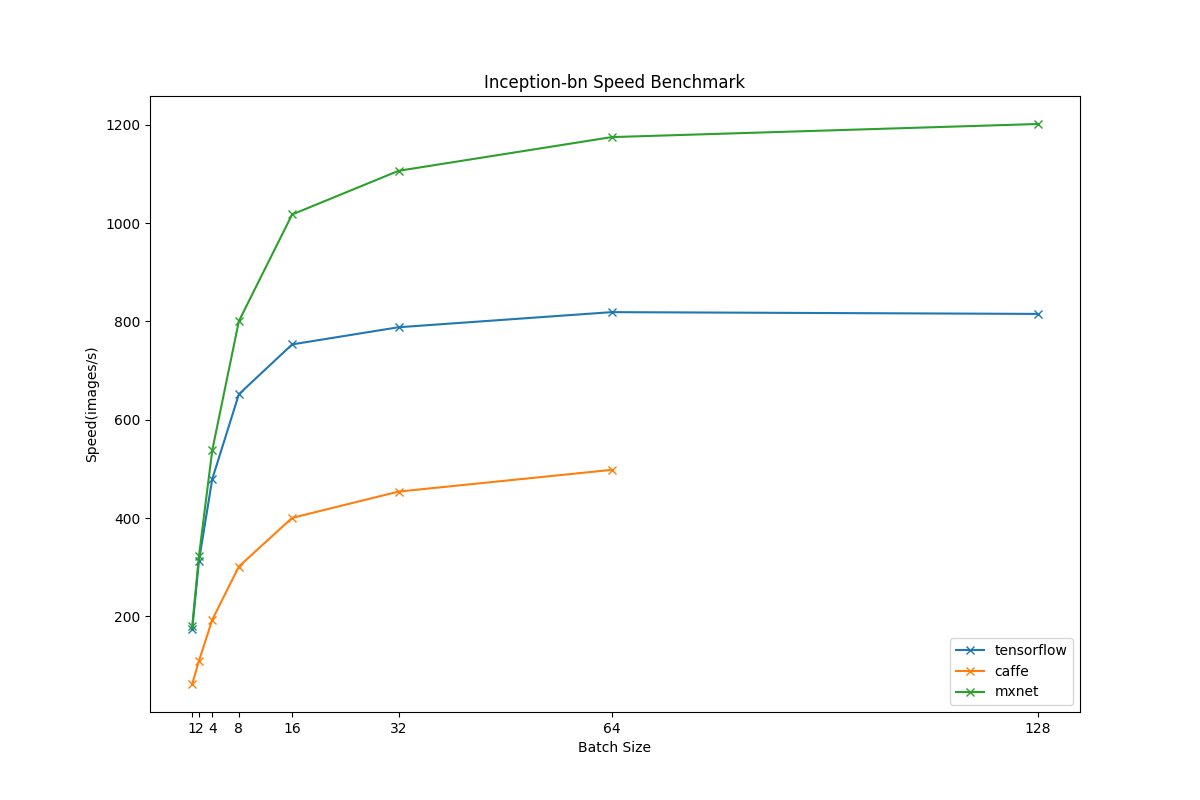 Inception-bn Speed Benchmark
1200
1000
800
600
400
200
Speed(images/s)
1 2 4 8 16 32 64 128
Batch Size
tensorflow
caffe
mxnet